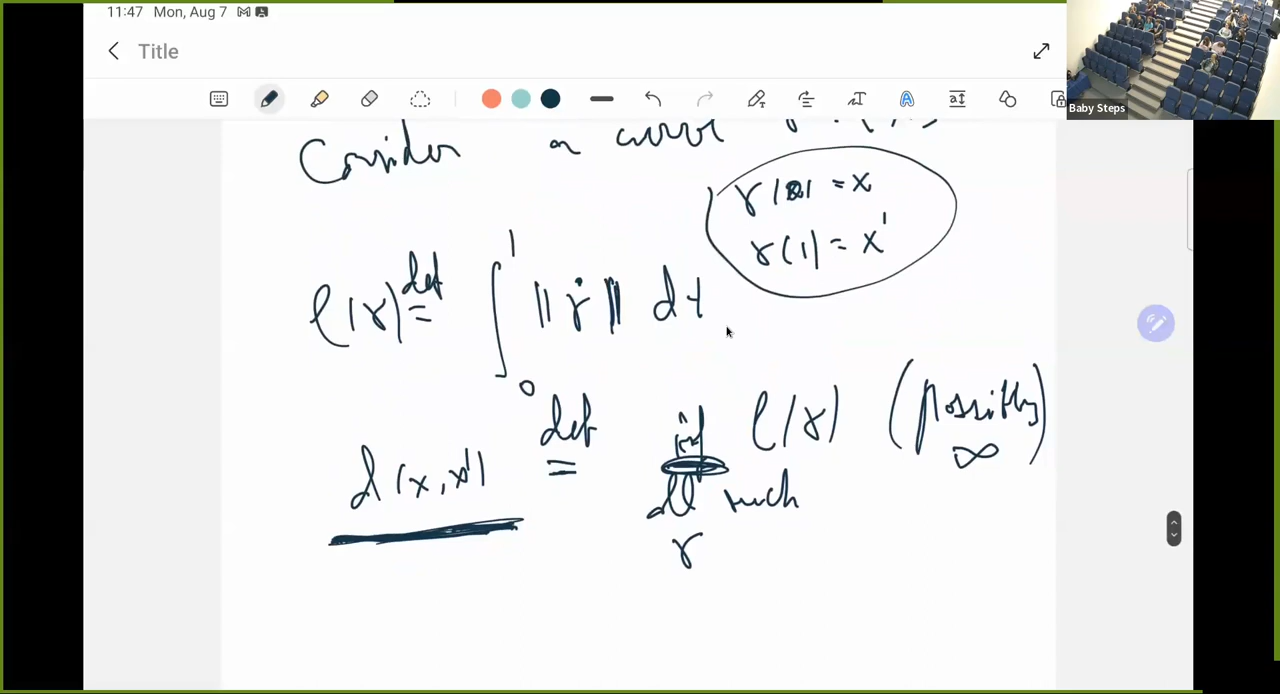 11:47 Mon, Aug 7
Title
Baby Steps
Consider a curve
γ(0) = x
γ(1) = x'
ℓ(γ) def= ∫₀¹ ‖γ̇‖ dt
d(x, x') def= inf ℓ(γ) (possibly ∞)
all such
γ